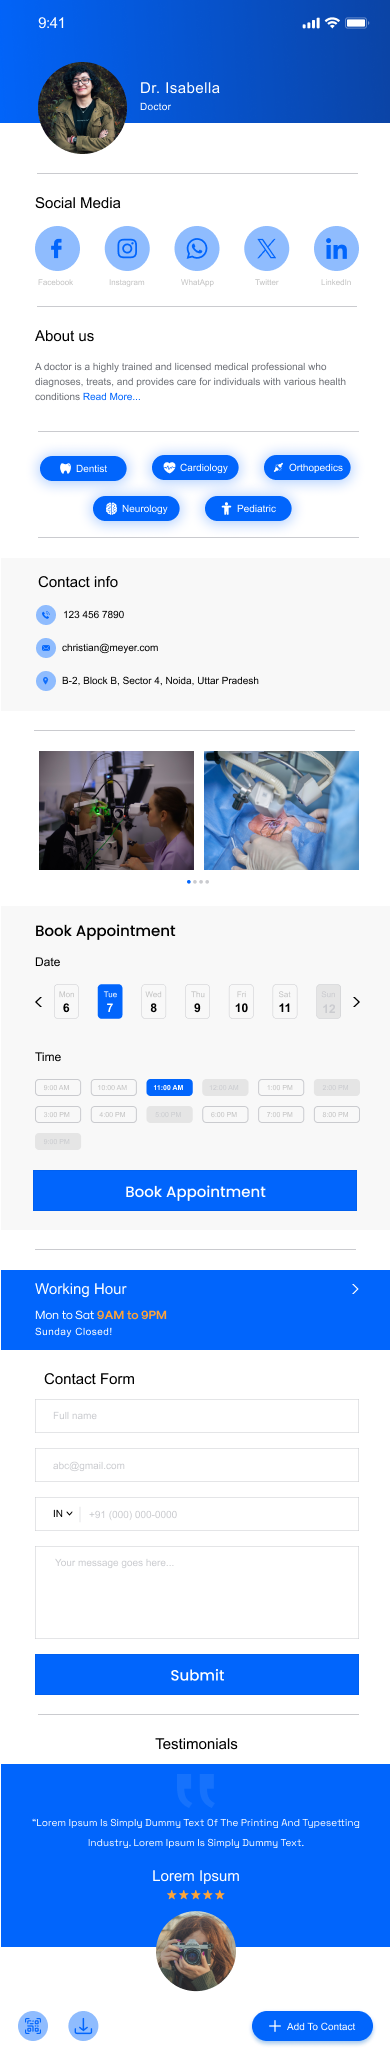 9:41
Dr. Isabella
Doctor
Social Media
Facebook Instagram WhatApp Twitter LinkedIn
About us
A doctor is a highly trained and licensed medical professional who
diagnoses, treats, and provides care for individuals with various health
conditions Read More...
Dentist Cardiology Orthopedics
Neurology Pediatric
Contact info
123 456 7890
christian@meyer.com
B-2, Block B, Sector 4, Noida, Uttar Pradesh
Book Appointment
Date
Mon Tue Wed Thu Fri Sat Sun
6 7 8 9 10 11 12
Time
9:00 AM 10:00 AM 11:00 AM 12:00 AM 1:00 PM 2:00 PM
3:00 PM 4:00 PM 5:00 PM 6:00 PM 7:00 PM 8:00 PM
9:00 PM
Book Appointment
Working Hour
Mon to Sat 9AM to 9PM
Sunday Closed!
Contact Form
Full name
abc@gmail.com
IN +91 (000) 000-0000
Your message goes here...
Submit
Testimonials
"Lorem Ipsum Is Simply Dummy Text Of The Printing And Typesetting
Industry. Lorem Ipsum Is Simply Dummy Text.
Lorem Ipsum
Add To Contact